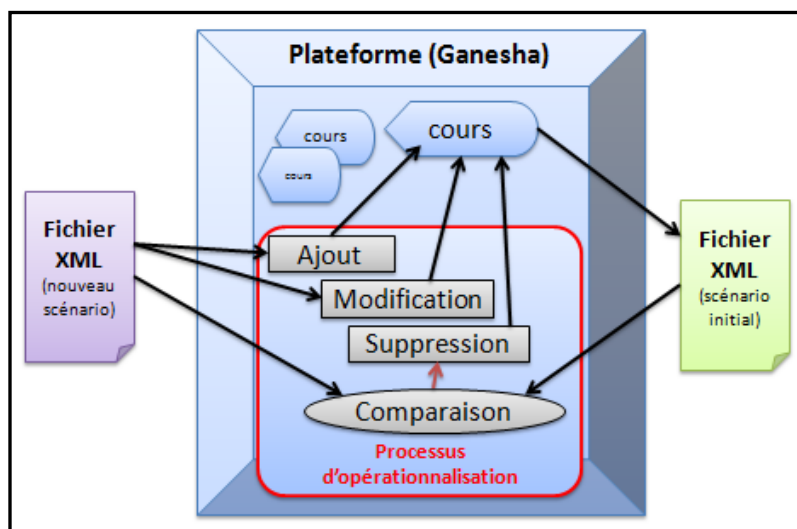 Plateforme (Ganesha)
cours
cours
cours
Fichier
XML
(nouveau
scénario)
Ajout
Modification
Suppression
Comparaison
Processus
d'opérationnalisation
Fichier
XML
(scénario
initial)